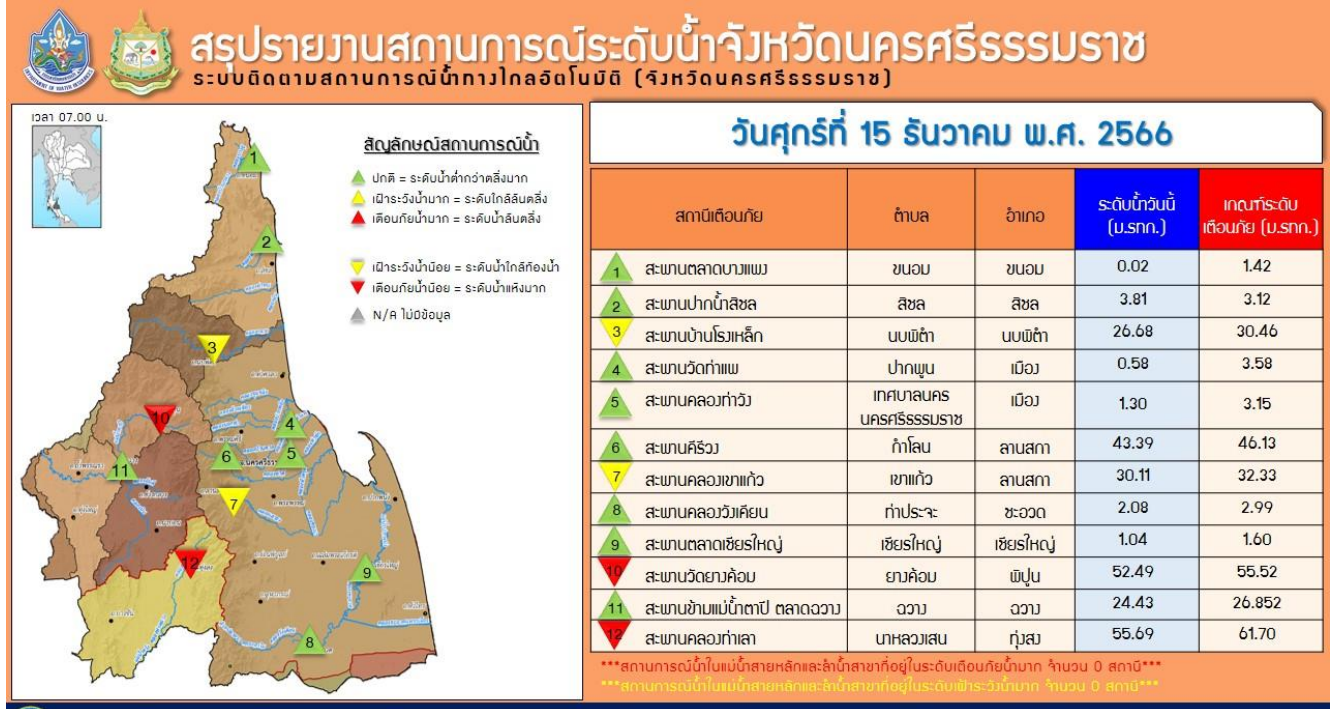 สรุปรายงานสถานการณ์ระดับน้ำจังหวัดนครศรีธรรมราช
ระบบติดตามสถานการณ์น้ำทางไกลอัตโนมัติ (จังหวัดนครศรีธรรมราช)
เวลา 07.00 น.
สัญลักษณ์สถานการณ์น้ำ
ปกติ = ระดับน้ำต่ำกว่าตลิ่งมาก
เฝ้าระวังน้ำมาก = ระดับใกล้ล้นตลิ่ง
เตือนภัยน้ำมาก = ระดับน้ำล้นตลิ่ง
เฝ้าระวังน้ำน้อย = ระดับน้ำใกล้ท้องน้ำ
เตือนภัยน้ำน้อย = ระดับน้ำแห้งมาก
N/A ไม่มีข้อมูล
1
2
3
10
4
6
5
11
7
12
9
8
วันศุกร์ที่ 15 ธันวาคม พ.ศ. 2566
สถานีเตือนภัย ตำบล อำเภอ ระดับน้ำวันนี้ (ม.รทก.) เกณฑ์ระดับเตือนภัย (ม.รทก.)
1 สะพานตลาดบางแพง ขนอม ขนอม 0.02 1.42
2 สะพานปากน้ำสิชล สิชล สิชล 3.81 3.12
3 สะพานบ้านโรงเหล็ก นบพิตำ นบพิตำ 26.68 30.46
4 สะพานวัดท่าแพ ปากพูน เมือง 0.58 3.58
5 สะพานคลองท่าวัง เทศบาลนครนครศรีธรรมราช เมือง 1.30 3.15
6 สะพานคีรีวง กำโลน ลานสกา 43.39 46.13
7 สะพานคลองเขาแก้ว เขาแก้ว ลานสกา 30.11 32.33
8 สะพานคลองวังเคียน ท่าประจะ ชะอวด 2.08 2.99
9 สะพานตลาดเชียรใหญ่ เชียรใหญ่ เชียรใหญ่ 1.04 1.60
10 สะพานวัดยางค้อม ยางค้อม พิปูน 52.49 55.52
11 สะพานข้ามแม่น้ำตาปี ตลาดฉวาง ฉวาง ฉวาง 24.43 26.852
12 สะพานคลองท่าเลา นาหลวงเสน ทุ่งสง 55.69 61.70
***สถานการณ์น้ำในแม่น้ำสายหลักและลำน้ำสาขาที่อยู่ในระดับเตือนภัยน้ำมาก จำนวน 0 สถานี***
***สถานการณ์น้ำในแม่น้ำสายหลักและลำน้ำสาขาที่อยู่ในระดับเฝ้าระวังน้ำมาก จำนวน 0 สถานี***